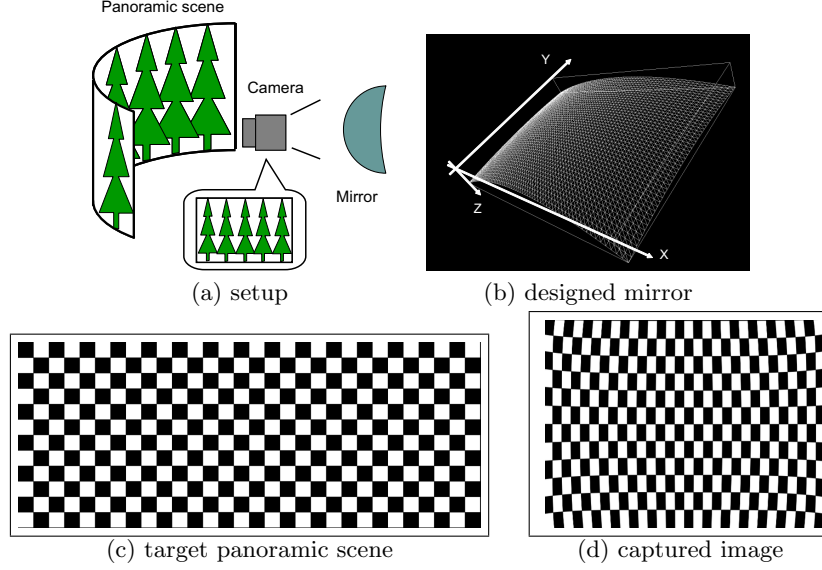 Panoramic scene
Camera
Mirror
(a) setup
Y
Z
X
(b) designed mirror
(c) target panoramic scene
(d) captured image